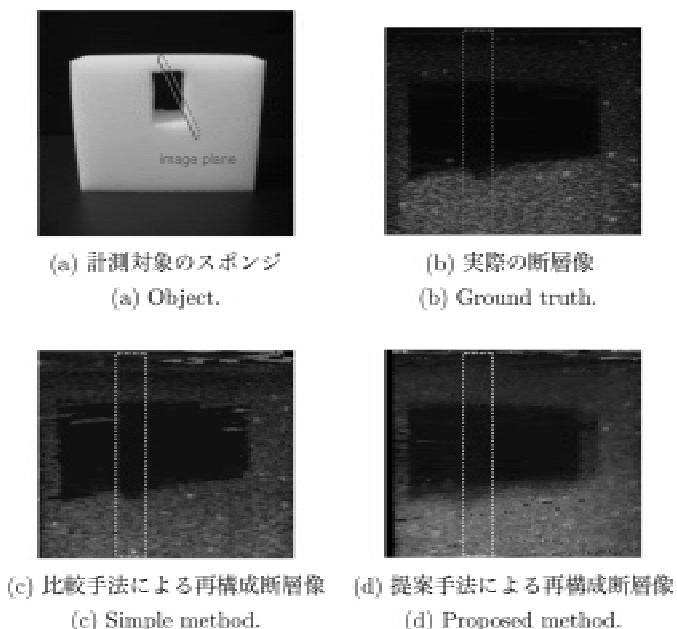 image plane
(a) 計測対象のスポンジ
(a) Object.
(b) 実際の断層像
(b) Ground truth.
(c) 比較手法による再構成断層像
(c) Simple method.
(d) 提案手法による再構成断層像
(d) Proposed method.